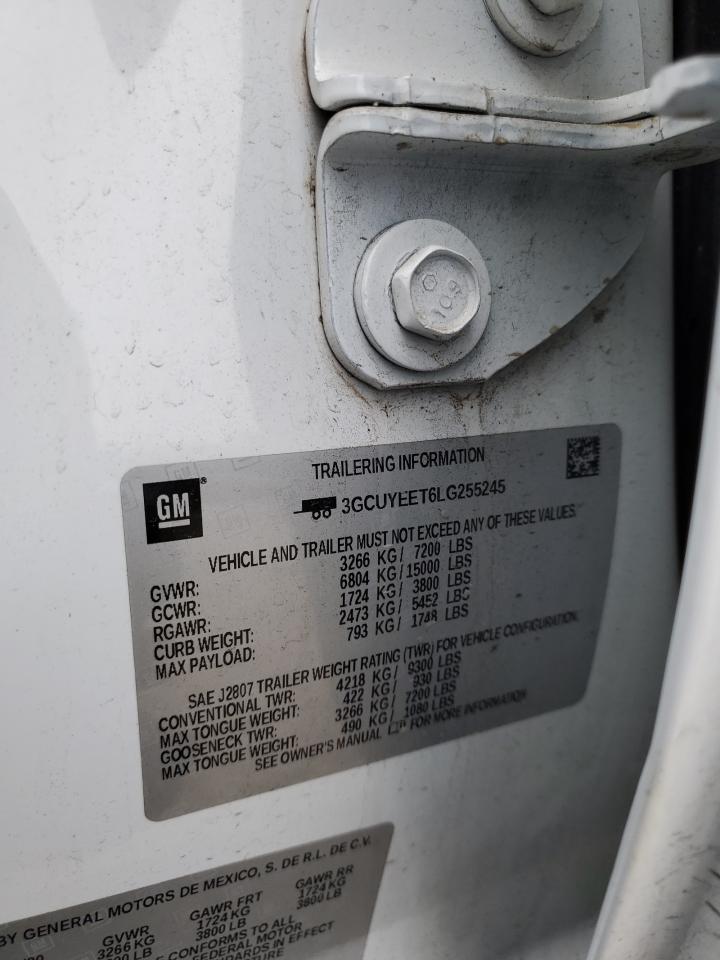 10.9
TRAILERING INFORMATION
GM
3GCUYEET6LG255245
VEHICLE AND TRAILER MUST NOT EXCEED ANY OF THESE VALUES.
GVWR: 3266 KG / 7200 LBS
GCWR: 6804 KG / 15000 LBS
RGAWR: 1724 KG / 3800 LBS
CURB WEIGHT: 2473 KG / 5452 LBS
MAX PAYLOAD: 793 KG / 1748 LBS
SAE J2807 TRAILER WEIGHT RATING (TWR) FOR VEHICLE CONFIGURATION.
CONVENTIONAL TWR: 4218 KG / 9300 LBS
MAX TONGUE WEIGHT: 422 KG / 930 LBS
GOOSENECK TWR: 3266 KG / 7200 LBS
MAX TONGUE WEIGHT: 490 KG / 1080 LBS
SEE OWNER'S MANUAL FOR MORE INFORMATION
BY GENERAL MOTORS DE MEXICO, S. DE R.L. DE C.V.
GVWR GAWR FRT GAWR RR
3266 KG 1724 KG 1724 KG
00 LB 3800 LB 3800 LB
CONFORMS TO ALL
FEDERAL MOTOR
IN EFFECT